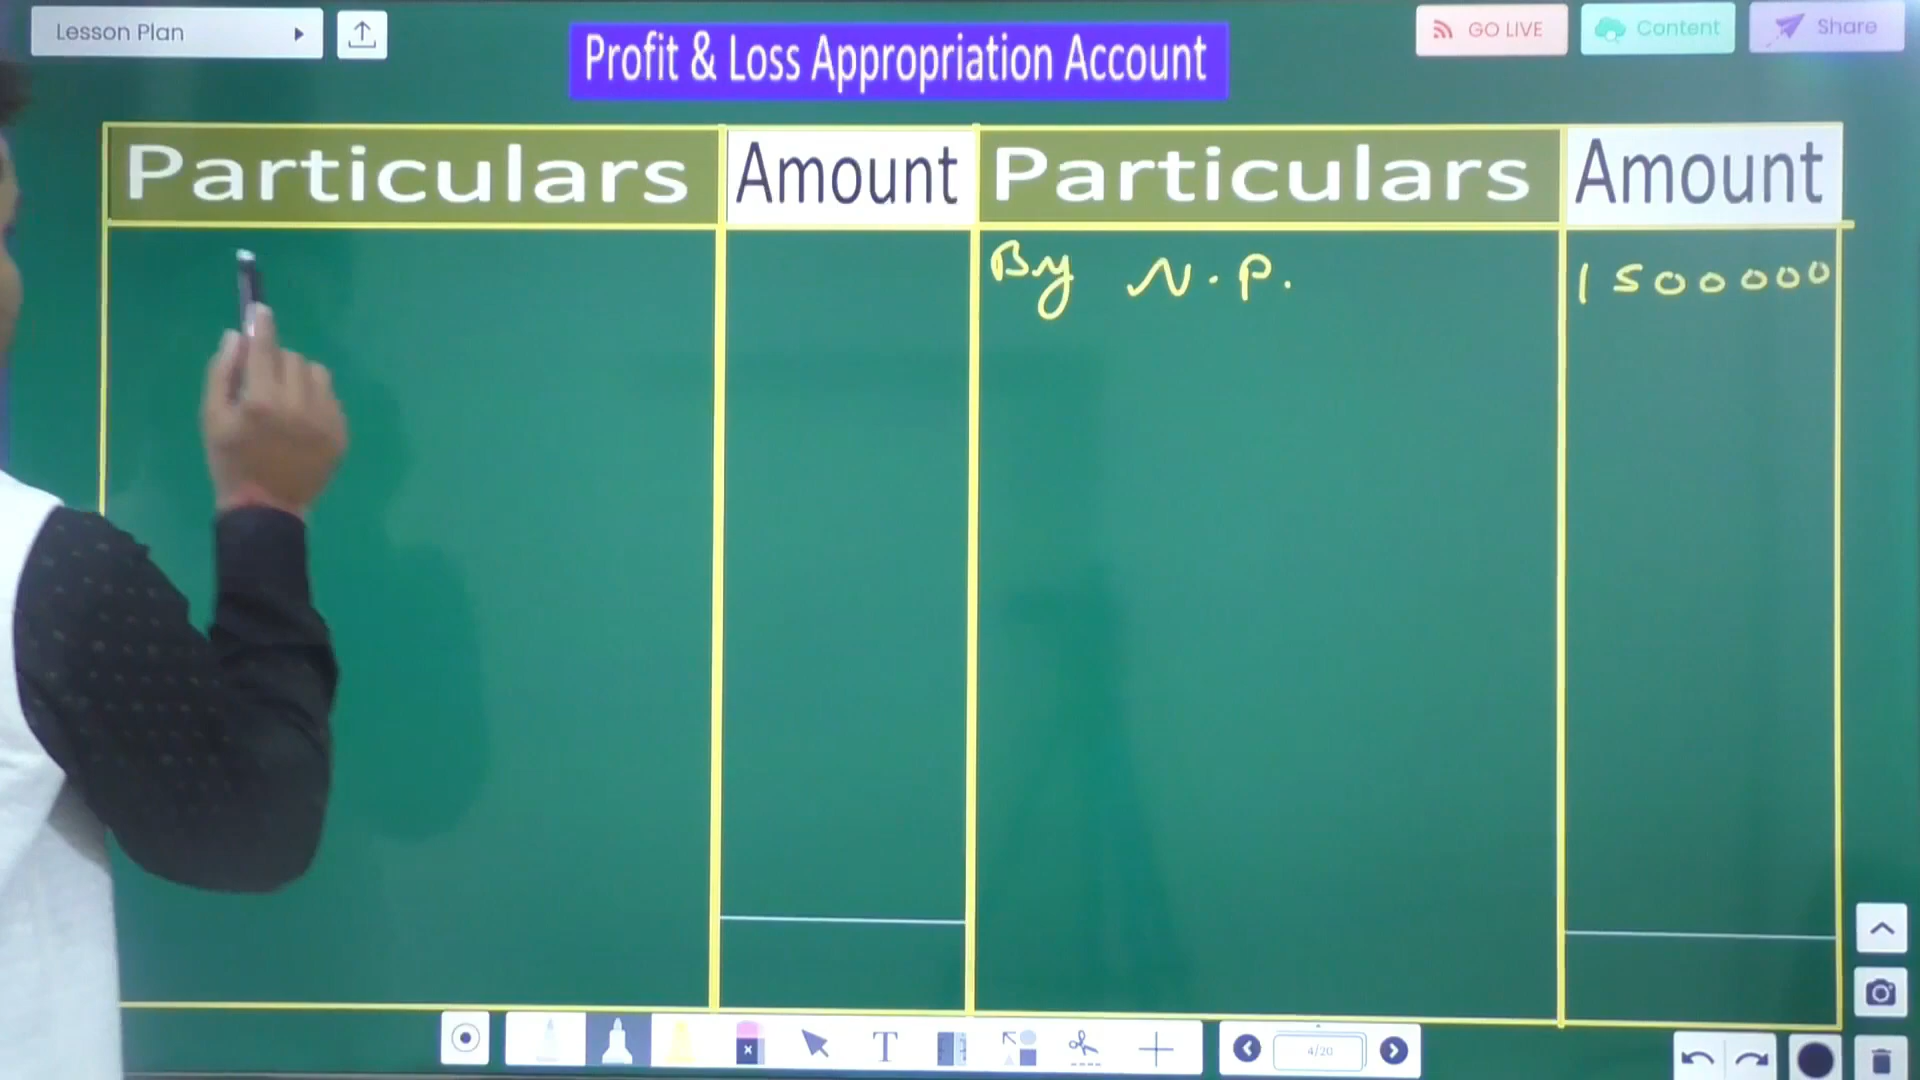 Lesson Plan
Profit & Loss Appropriation Account
GO LIVE
Content
Share
Particulars Amount Particulars Amount
By N.P. 1500000
T
4/20